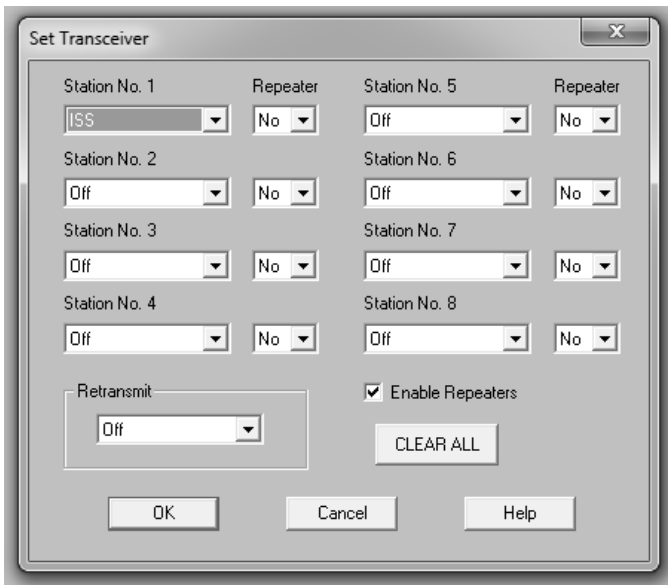 Set Transceiver
Station No. 1 Repeater Station No. 5 Repeater
ISS No Off No
Station No. 2 Station No. 6
Off No Off No
Station No. 3 Station No. 7
Off No Off No
Station No. 4 Station No. 8
Off No Off No
Retransmit Enable Repeaters
Off CLEAR ALL
OK Cancel Help